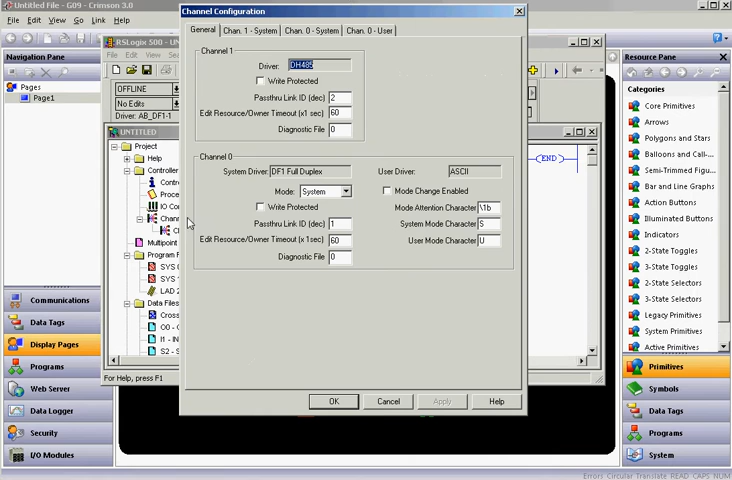 Untitled File - G09 - Crimson 3.0
File Edit View Go Link Help
Navigation Pane
Pages
Page1
Communications
Data Tags
Display Pages
Programs
Web Server
Data Logger
Security
I/O Modules
RSLogix 500 -
File Edit
OFFLINE
No Edits
Driver: AB_DF1-1
UNTITLED
Project
Help
Controller
Contr
Proce
IO Co
Chann
Multipoint
Program F
SYS 0
SYS 1
LAD 2
Data Files
Cross
O0 -
I1 - IN
S2 - S
For Help, press F1
(END)
Channel Configuration
General
Chan. 1 - System
Chan. 0 - System
Chan. 0 - User
Channel 1
Driver: DH485
Write Protected
Passthru Link ID (dec) 2
Edit Resource/Owner Timeout (x1 sec) 60
Diagnostic File 0
Channel 0
System Driver: DF1 Full Duplex
User Driver: ASCII
Mode: System
Mode Change Enabled
Write Protected
Mode Attention Character \1b
Passthru Link ID (dec) 1
System Mode Character S
Edit Resource/Owner Timeout (x 1sec) 60
User Mode Character U
Diagnostic File 0
OK
Cancel
Apply
Help
Resource Pane
Categories
Core Primitives
Arrows
Polygons and Stars
Balloons and Call-...
Semi-Trimmed Figu...
Bar and Line Graphs
Action Buttons
Illuminated Buttons
Indicators
2-State Toggles
3-State Toggles
2-State Selectors
3-State Selectors
Legacy Primitives
System Primitives
Active Primitives
Primitives
Symbols
Data Tags
Programs
System
Errors Circular Translate READ CAPS NUM